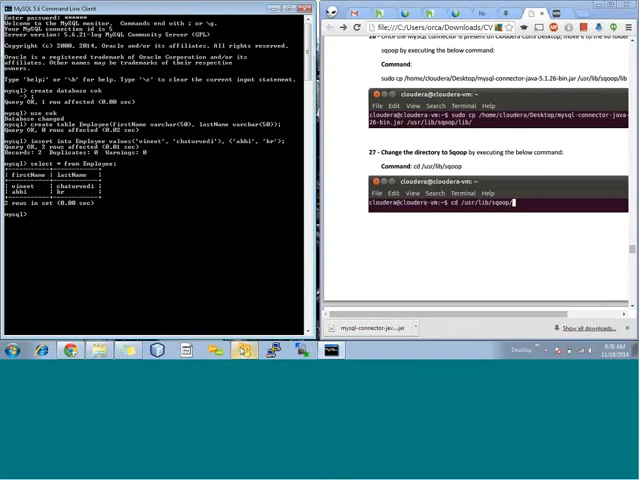 MySQL 5.6 Command Line Client
Enter password: ******
Welcome to the MySQL monitor.  Commands end with ; or \g.
Your MySQL connection id is 5
Server version: 5.6.21-log MySQL Community Server (GPL)
Copyright (c) 2000, 2014, Oracle and/or its affiliates. All rights reserved.
Oracle is a registered trademark of Oracle Corporation and/or its
affiliates. Other names may be trademarks of their respective
owners.
Type 'help;' or '\h' for help. Type '\c' to clear the current input statement.
mysql> create database cvk
-> ;
Query OK, 1 row affected (0.00 sec)
mysql> use cvk
Database changed
mysql> create table Employee(firstName varchar(50), lastName varchar(50));
Query OK, 0 rows affected (0.02 sec)
mysql> insert into Employee values('vineet', 'chaturvedi'), ('abhi', 'kr');
Query OK, 2 rows affected (0.01 sec)
Records: 2  Duplicates: 0  Warnings: 0
mysql> select * from Employee;
| firstName | lastName |
| vineet | chaturvedi |
| abhi | kr |
2 rows in set (0.00 sec)
mysql>
Nc
file:///C:/Users/orca/Downloads/CV
sqoop by executing the below command:
Command:
sudo cp /home/cloudera/Desktop/mysql-connector-java-5.1.26-bin.jar /usr/lib/sqoop/lib
cloudera@cloudera-vm: ~
File Edit View Search Terminal Help
cloudera@cloudera-vm:~$ sudo cp /home/cloudera/Desktop/mysql-connector-java-
26-bin.jar /usr/lib/sqoop/lib/
27 - Change the directory to Sqoop by executing the below command:
Command: cd /usr/lib/sqoop
cloudera@cloudera-vm: ~
File Edit View Search Terminal Help
cloudera@cloudera-vm:~$ cd /usr/lib/sqoop/
mysql-connector-jav....jar
Show all downloads...
Desktop
8:36 AM
11/13/2014